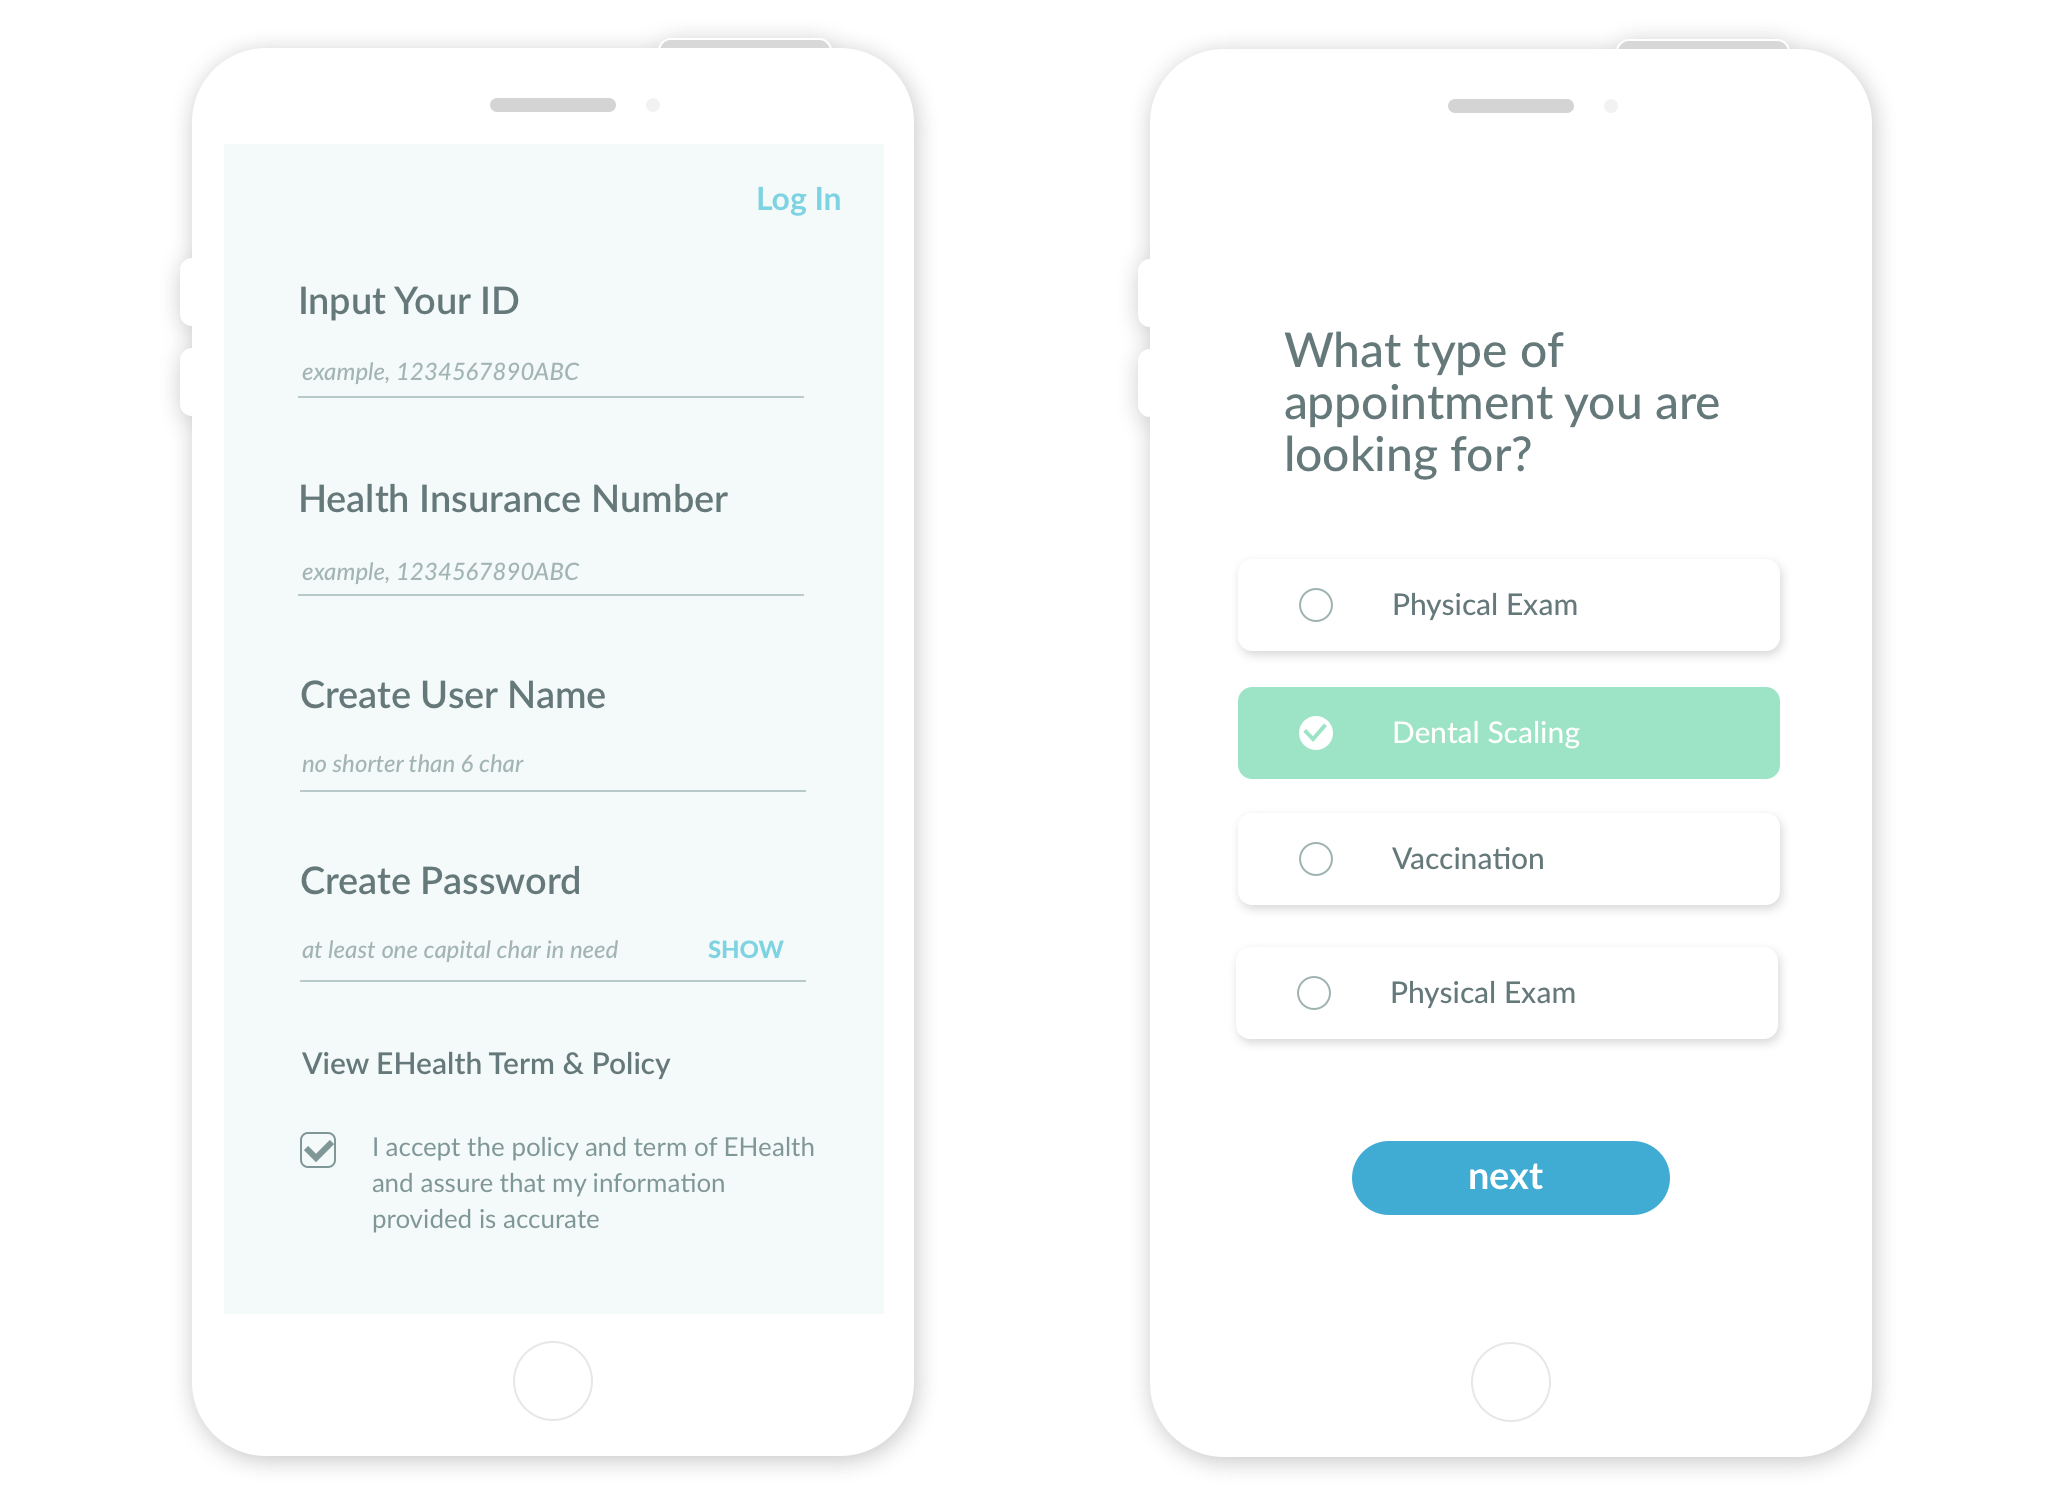 Log In
Input Your ID
example, 1234567890ABC
Health Insurance Number
example, 1234567890ABC
Create User Name
no shorter than 6 char
Create Password
at least one capital char in need
SHOW
View EHealth Term & Policy
I accept the policy and term of EHealth
and assure that my information
provided is accurate
What type of
appointment you are
looking for?
Physical Exam
Dental Scaling
Vaccination
Physical Exam
next